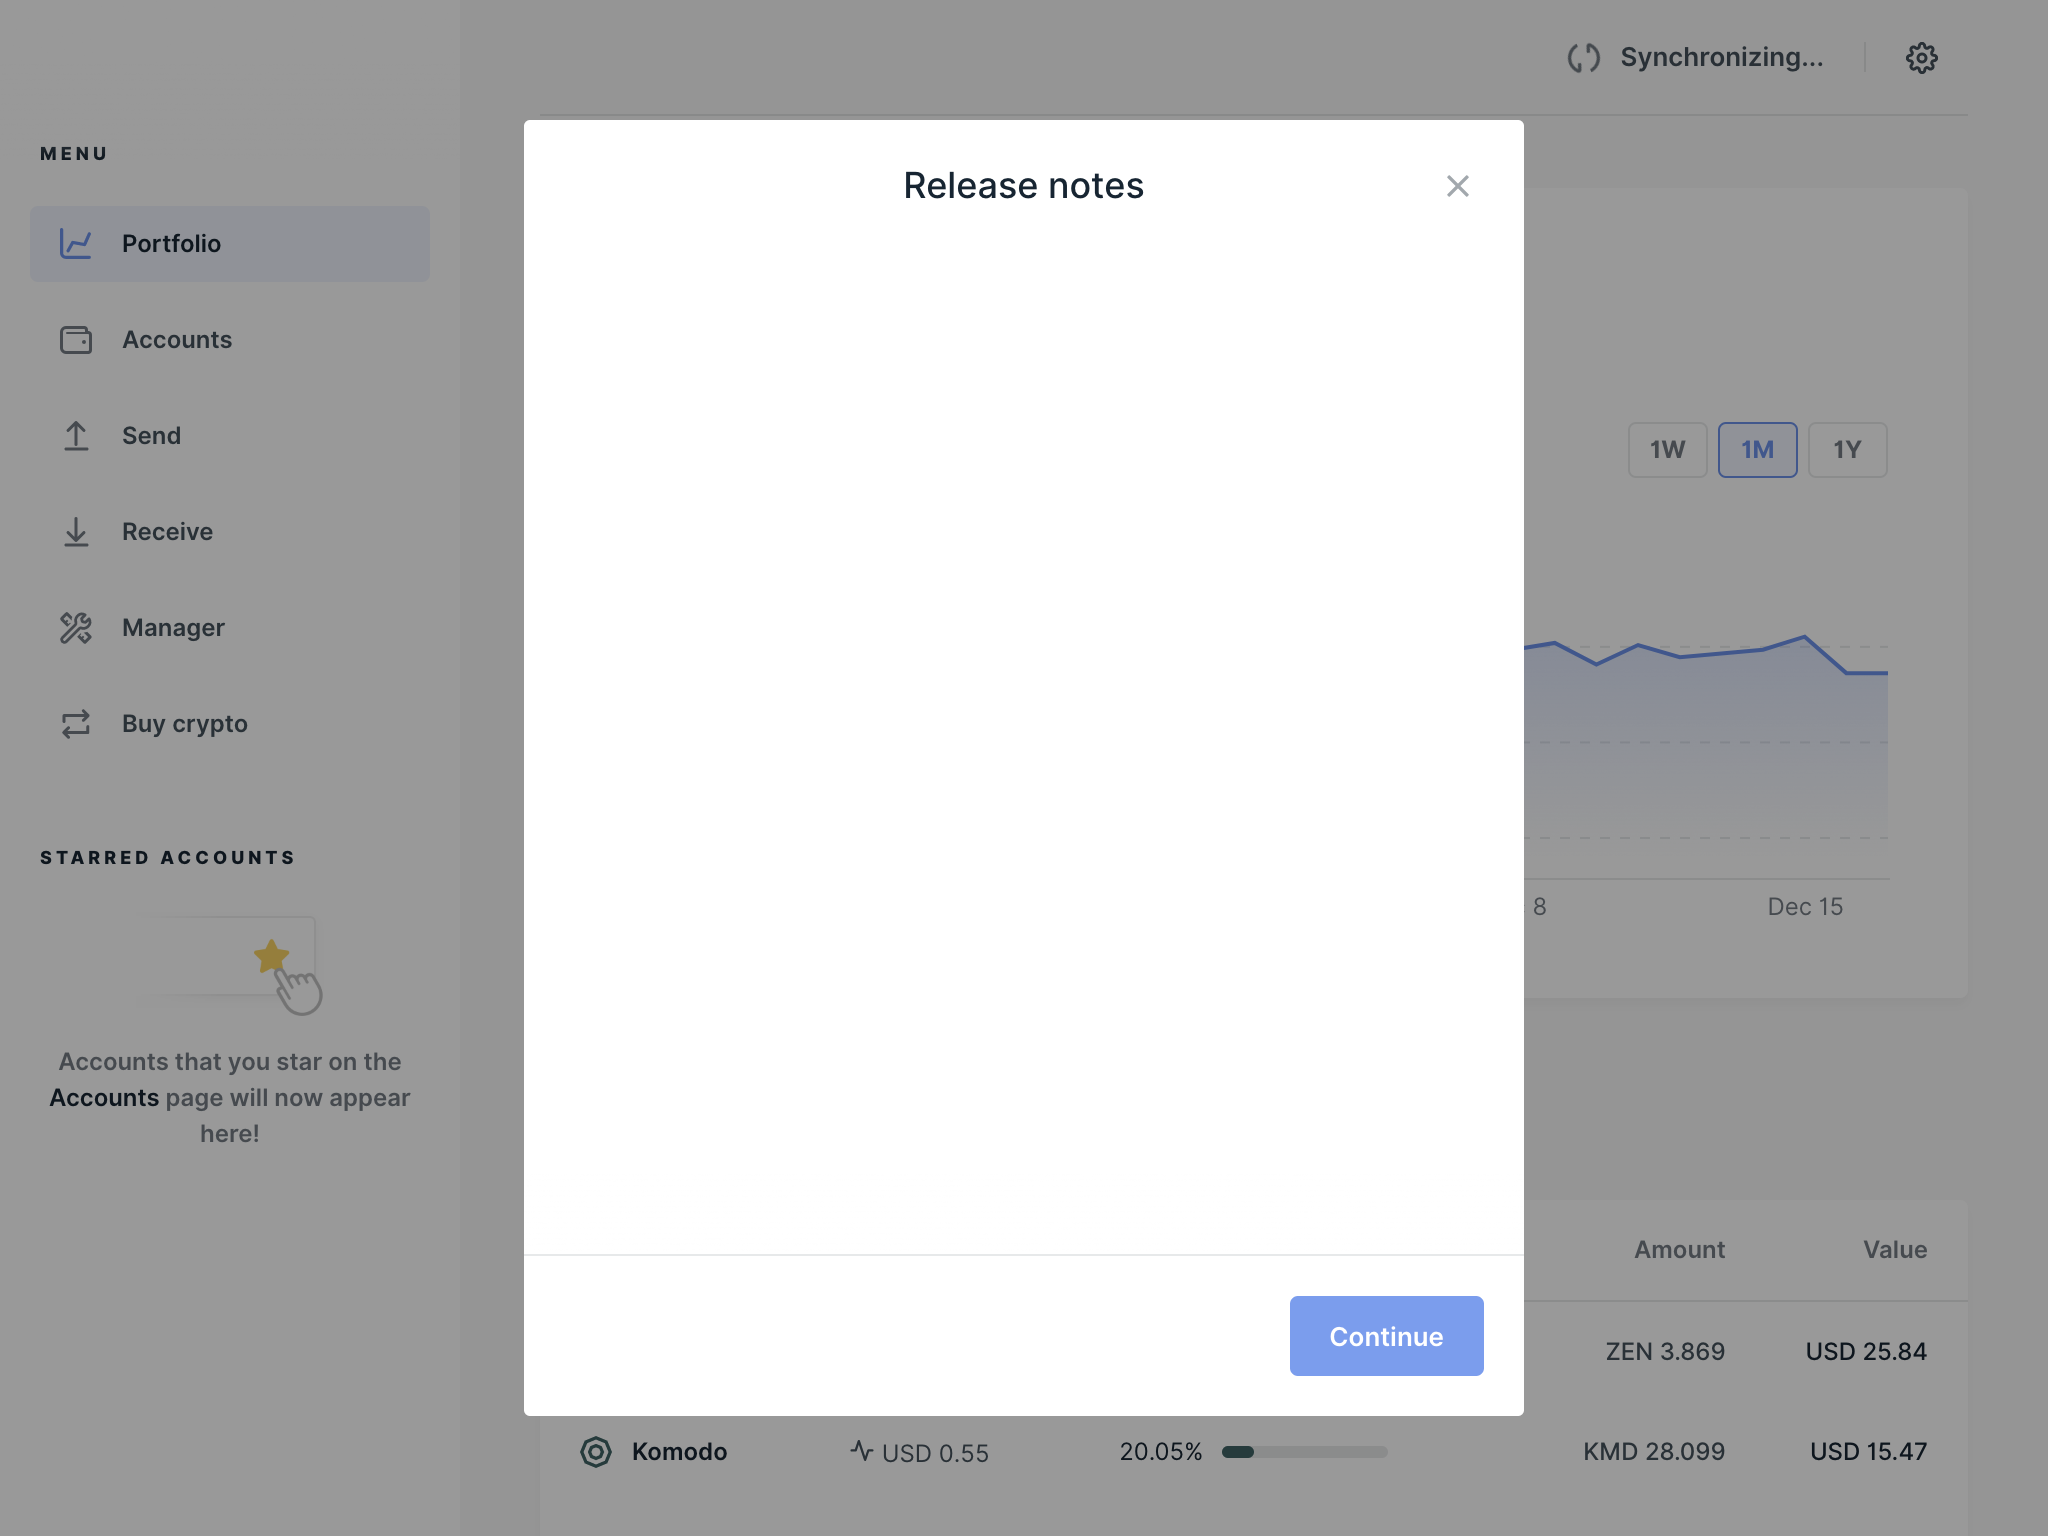 Synchronizing...
MENU
Portfolio
Accounts
Send
Receive
Manager
Buy crypto
STARRED ACCOUNTS
Accounts that you star on the
Accounts page will now appear
here!
Release notes
1W
1M
1Y
8
Dec 15
Continue
Amount
Value
ZEN 3.869
USD 25.84
Komodo
USD 0.55
20.05%
KMD 28.099
USD 15.47